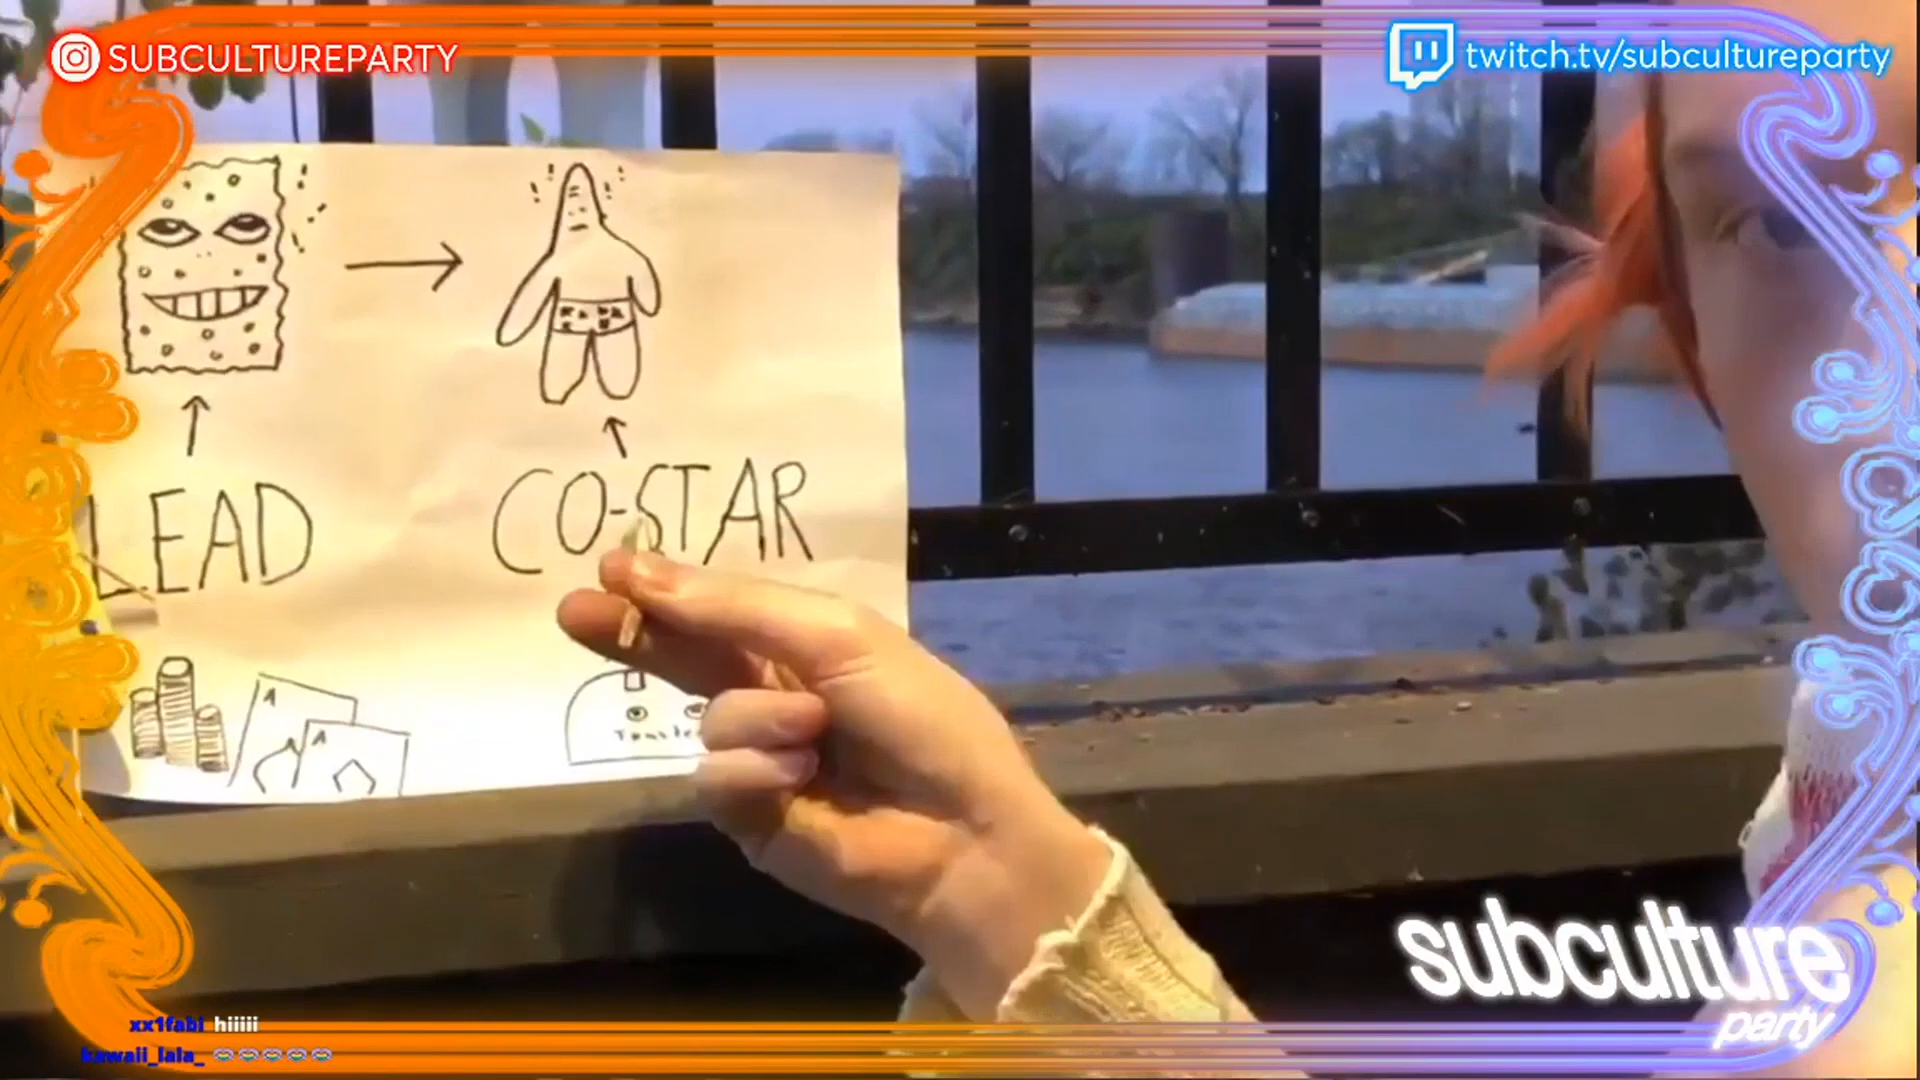 SUBCULTUREPARTY
twitch.tv/subcultureparty
LEAD
CO-STAR
A
A
subculture
party
xx1fabi hiiiii
kawaii_lala_